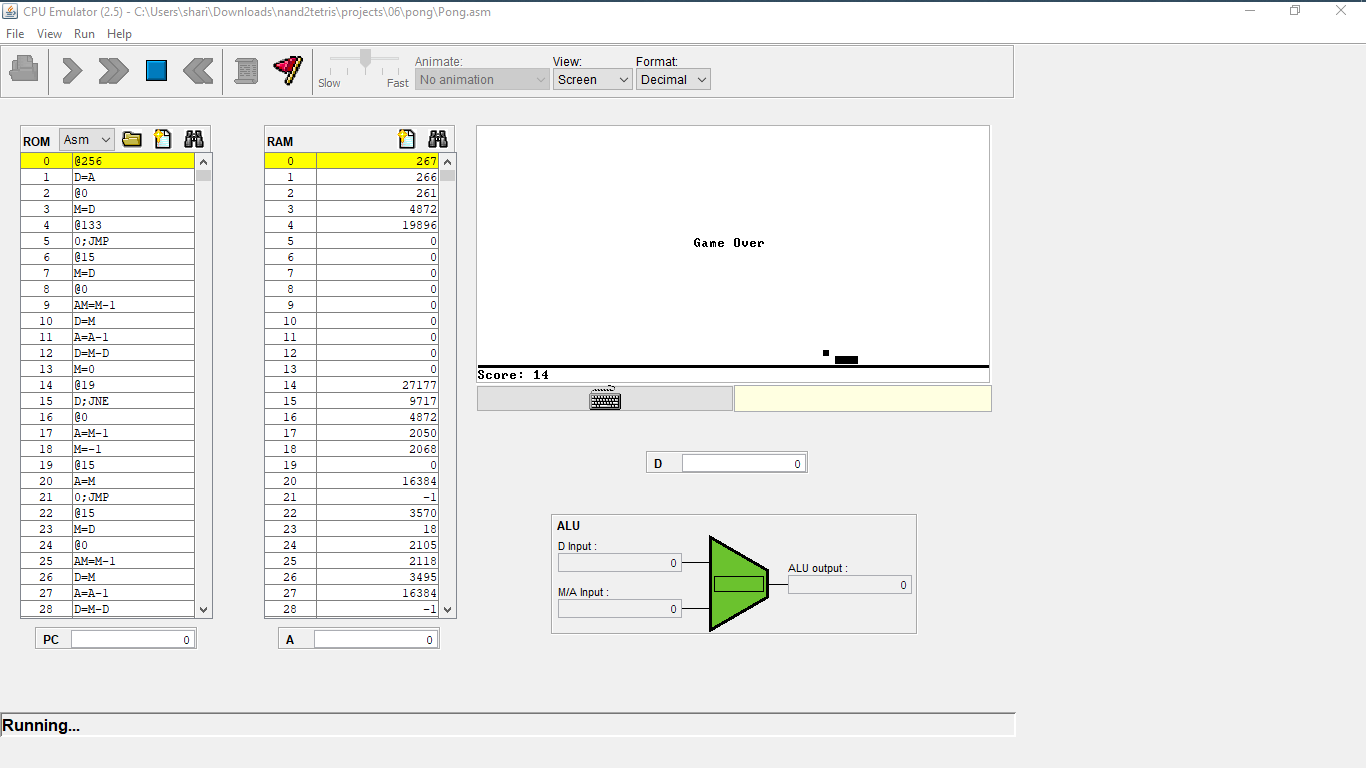 CPU Emulator (2.5) - C:\Users\shari\Downloads\nand2tetris\projects\06\pong\Pong.asm
File View Run Help
Animate: View: Format:
Slow Fast No animation Screen Decimal
ROM Asm RAM
0 @256 0 267
1 D=A 1 266
2 @0 2 261
3 M=D 3 4872
4 @133 4 19896
5 0;JMP 5 0
6 @15 6 0
7 M=D 7 0
8 @0 8 0
9 AM=M-1 9 0
10 D=M 10 0
11 A=A-1 11 0
12 D=M-D 12 0
13 M=0 13 0
14 @19 14 27177
15 D;JNE 15 9717
16 @0 16 4872
17 A=M-1 17 2050
18 M=-1 18 2068
19 @15 19 0
20 A=M 20 16384
21 0;JMP 21 -1
22 @15 22 3570
23 M=D 23 18
24 @0 24 2105
25 AM=M-1 25 2118
26 D=M 26 3495
27 A=A-1 27 16384
28 D=M-D 28 -1
PC 0 A 0
Game Over
Score: 14
D 0
ALU
D Input :
0
M/A Input :
0
ALU output :
0
Running...